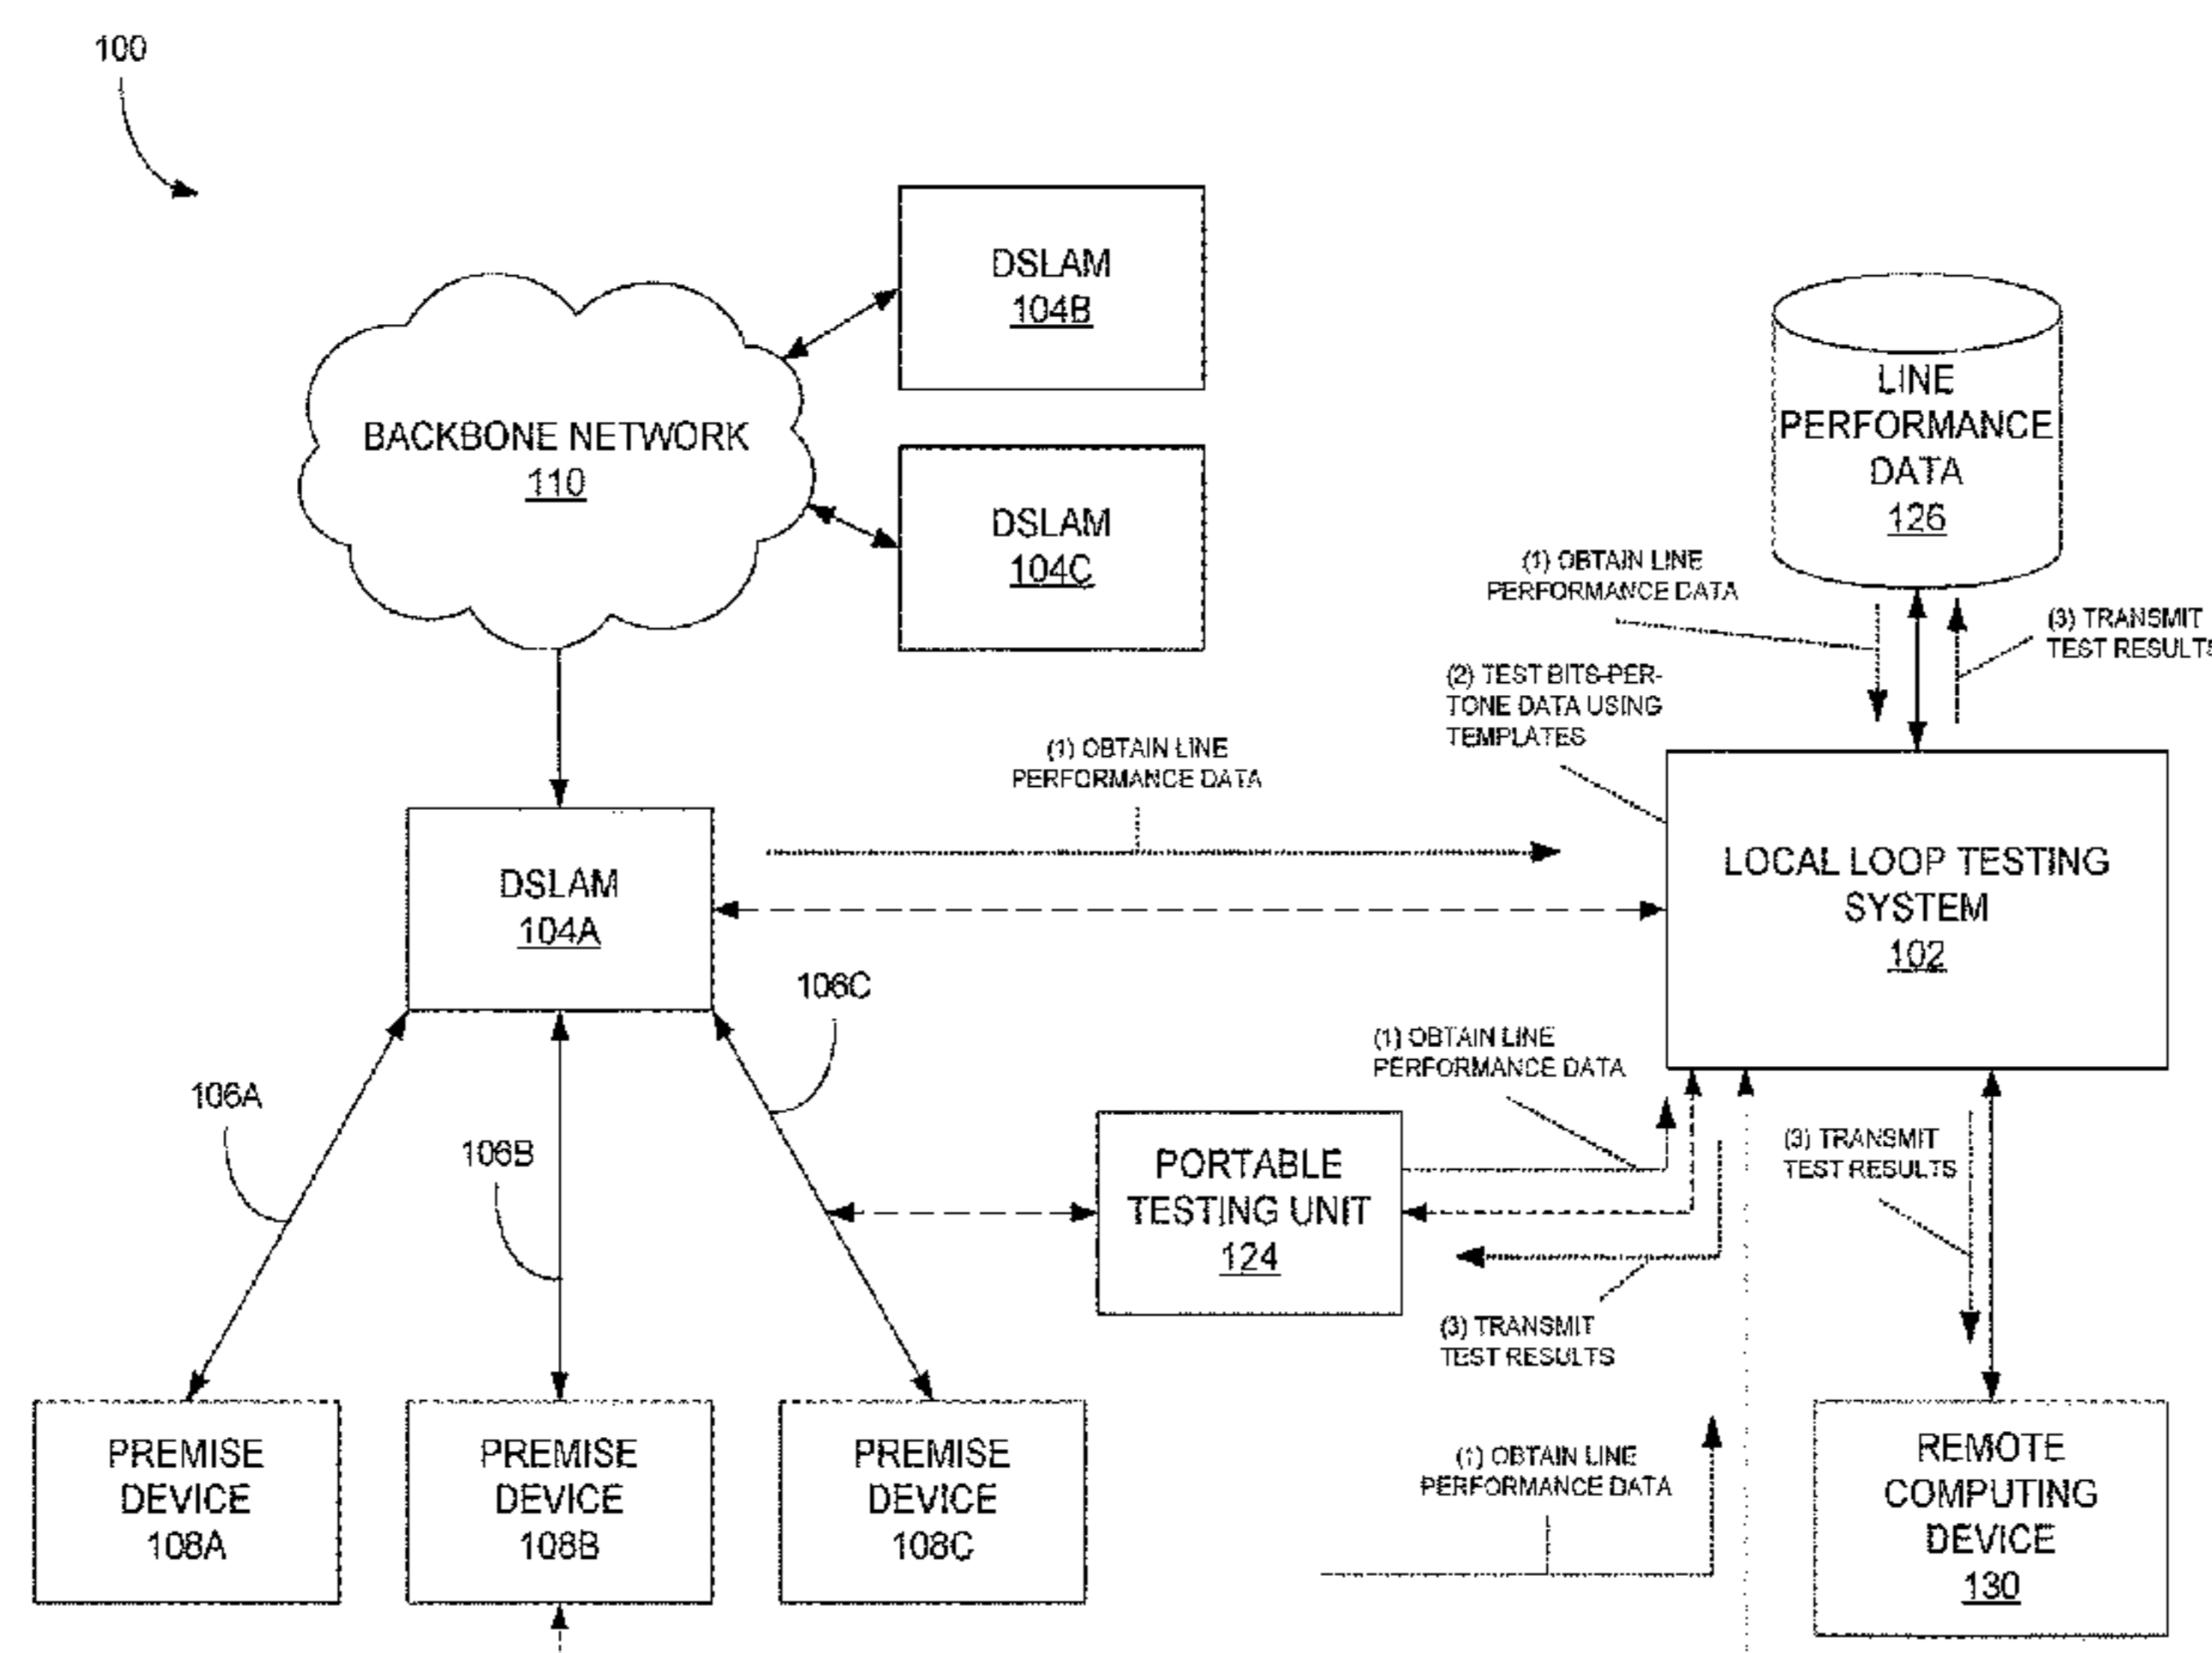 100
DSLAM
104B
BACKBONE NETWORK
110
DSLAM
104C
LINE
PERFORMANCE
DATA
126
(1) OBTAIN LINE
PERFORMANCE DATA
(3) TRANSMIT
TEST RESULTS
(2) TEST BITS-PER-
TONE DATA USING
TEMPLATES
(1) OBTAIN LINE
PERFORMANCE DATA
DSLAM
104A
LOCAL LOOP TESTING
SYSTEM
102
106C
106A
106B
(1) OBTAIN LINE
PERFORMANCE DATA
PORTABLE
TESTING UNIT
124
(3) TRANSMIT
TEST RESULTS
(3) TRANSMIT
TEST RESULTS
PREMISE
DEVICE
108A
PREMISE
DEVICE
108B
PREMISE
DEVICE
108C
(1) OBTAIN LINE
PERFORMANCE DATA
REMOTE
COMPUTING
DEVICE
130